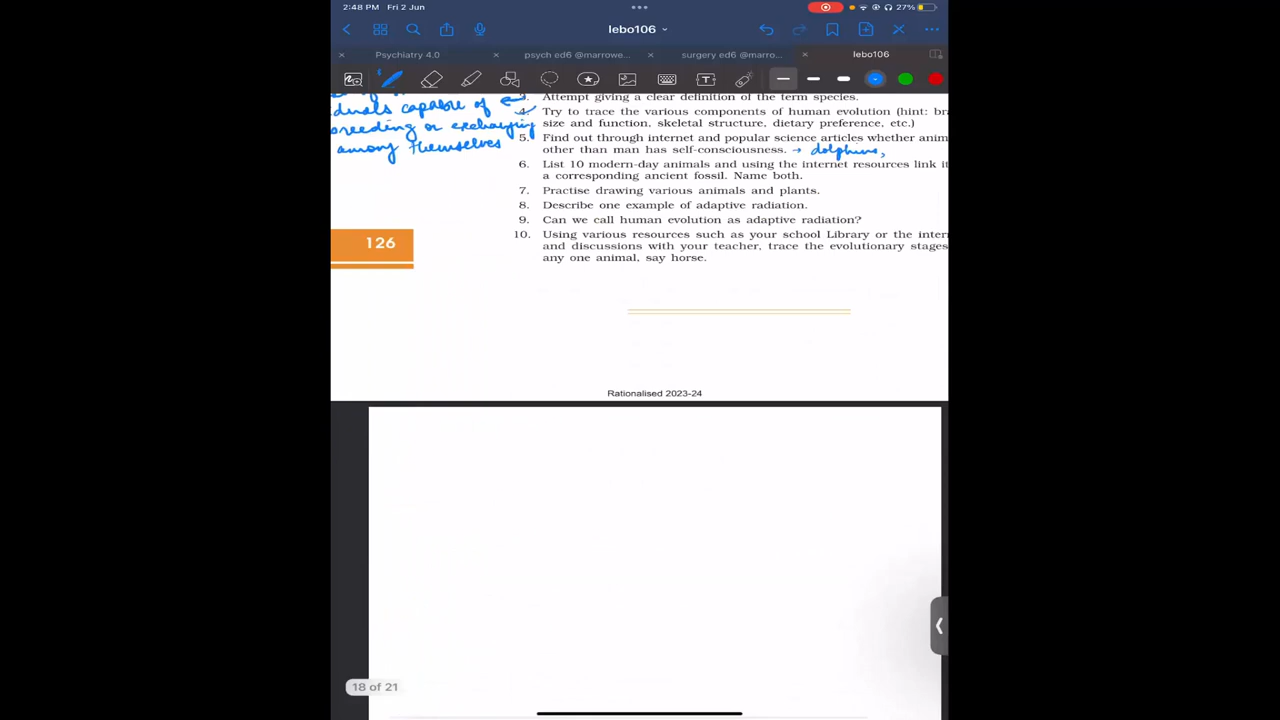 2:48 PM Fri 2 Jun
27%
lebo106
Psychiatry 4.0
psych ed6 @marrowe...
surgery ed6 @marro...
lebo106
3. Attempt giving a clear definition of the term species.
duals capable of
4. Try to trace the various components of human evolution (hint: bra
size and function, skeletal structure, dietary preference, etc.)
breeding or exchanging
5. Find out through internet and popular science articles whether anim
among themselves
other than man has self-consciousness. → dolphins,
6. List 10 modern-day animals and using the internet resources link it
a corresponding ancient fossil. Name both.
7. Practise drawing various animals and plants.
8. Describe one example of adaptive radiation.
9. Can we call human evolution as adaptive radiation?
10. Using various resources such as your school Library or the inter
and discussions with your teacher, trace the evolutionary stages
any one animal, say horse.
126
Rationalised 2023-24
18 of 21